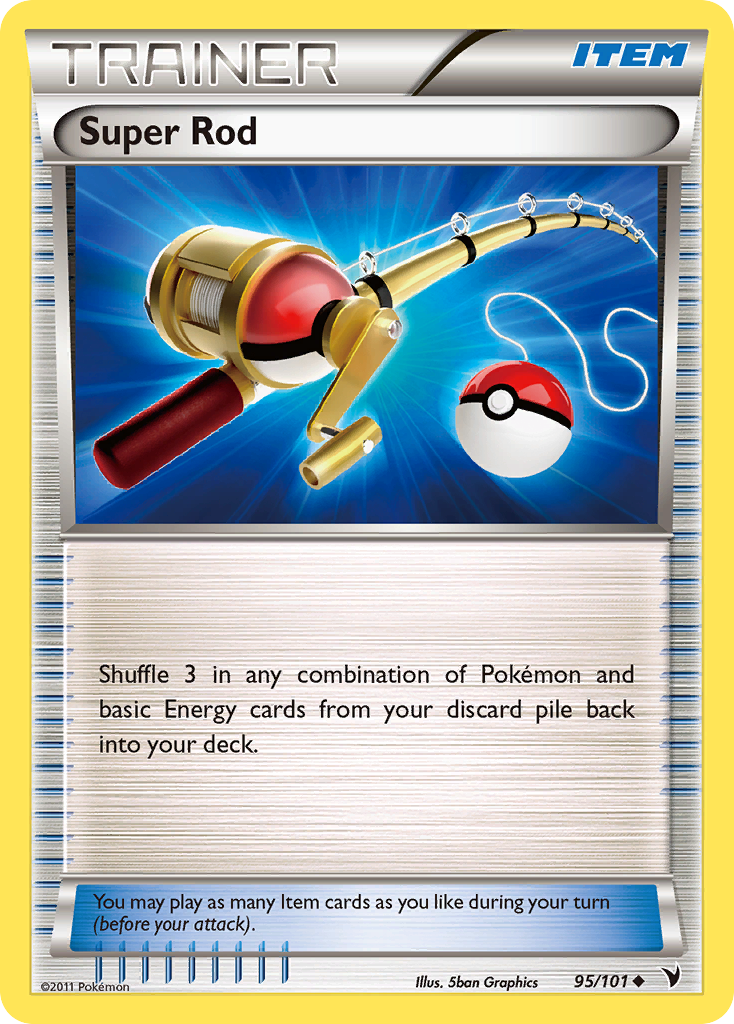 TRAINER
ITEM
Super Rod
Shuffle 3 in any combination of Pokémon and
basic Energy cards from your discard pile back
into your deck.
You may play as many Item cards as you like during your turn
(before your attack).
©2011 Pokémon
Illus. 5ban Graphics
95/101